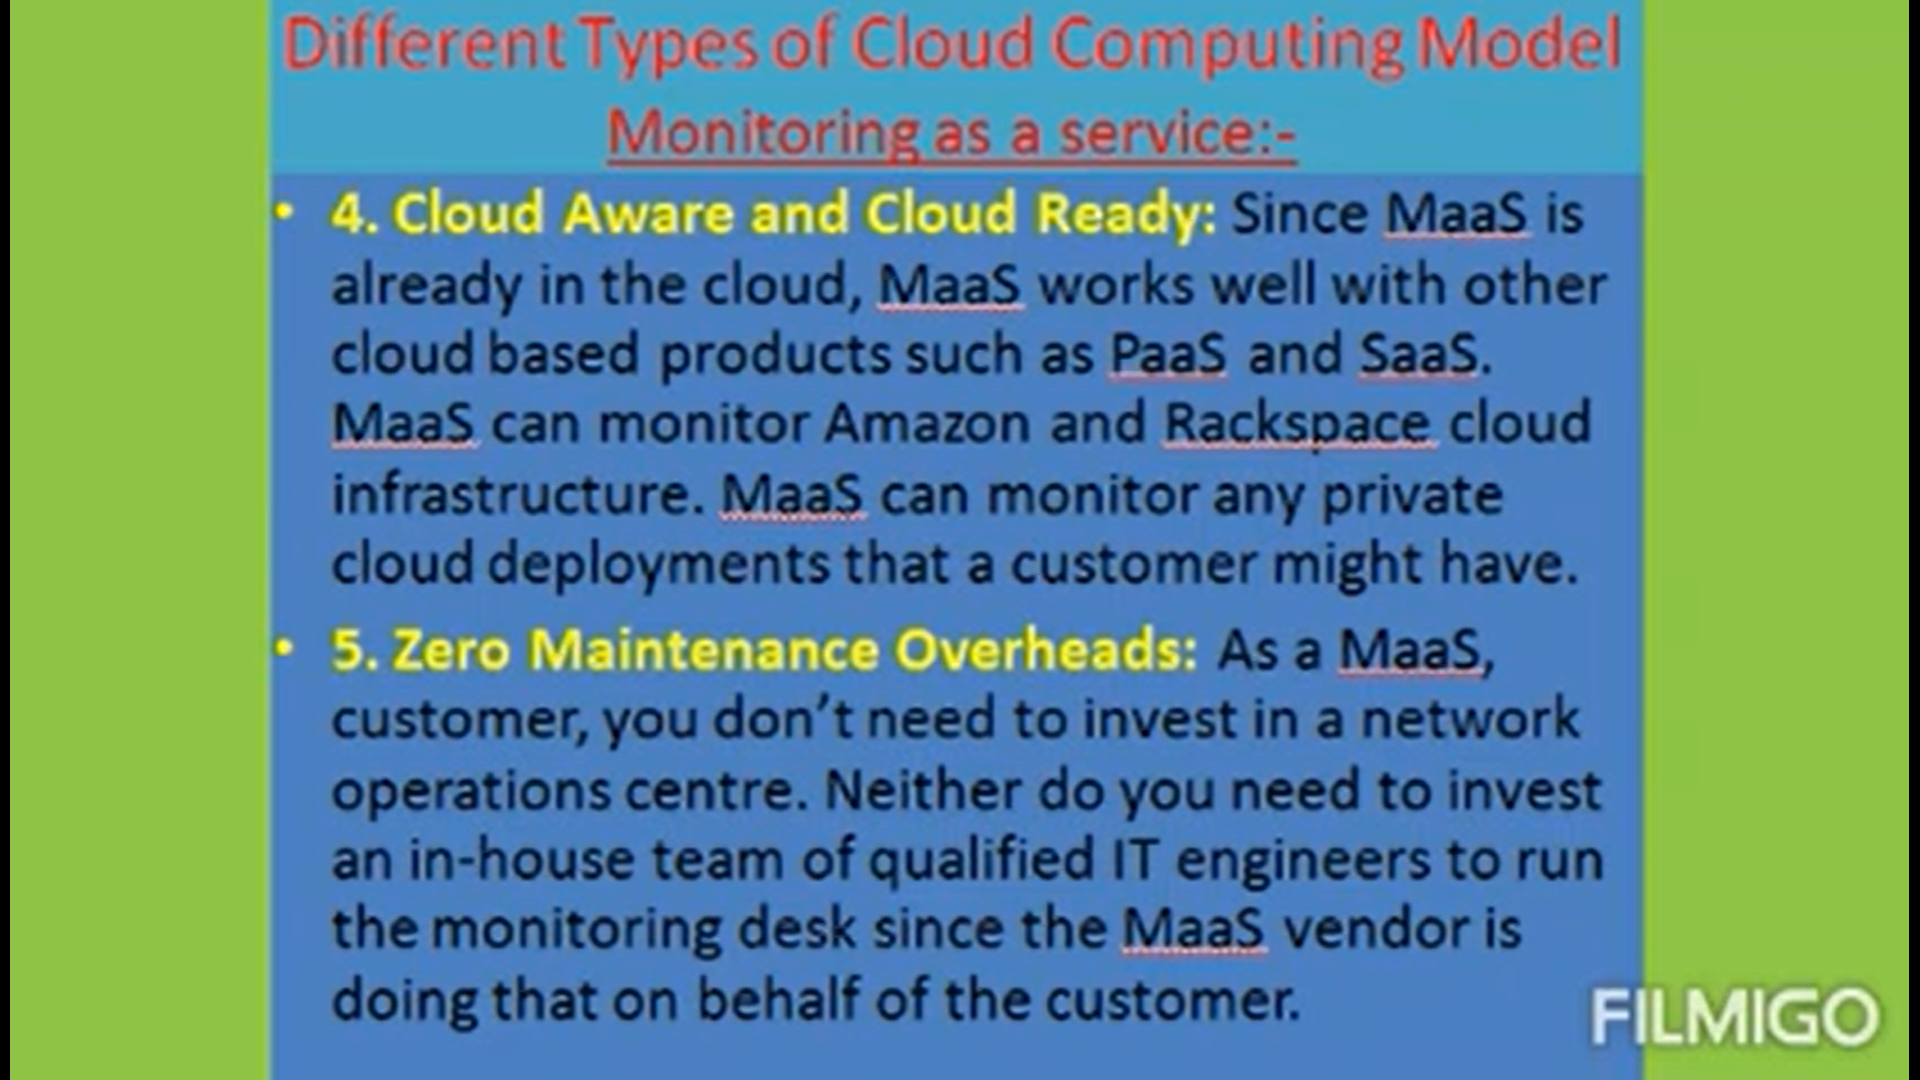 Different Types of Cloud Computing Model
Monitoring as a service:-
• 4. Cloud Aware and Cloud Ready: Since MaaS is
already in the cloud, MaaS works well with other
cloud based products such as PaaS and SaaS.
MaaS can monitor Amazon and Rackspace cloud
infrastructure. MaaS can monitor any private
cloud deployments that a customer might have.
• 5. Zero Maintenance Overheads: As a MaaS,
customer, you don’t need to invest in a network
operations centre. Neither do you need to invest
an in-house team of qualified IT engineers to run
the monitoring desk since the MaaS vendor is
doing that on behalf of the customer.
FILMIGO